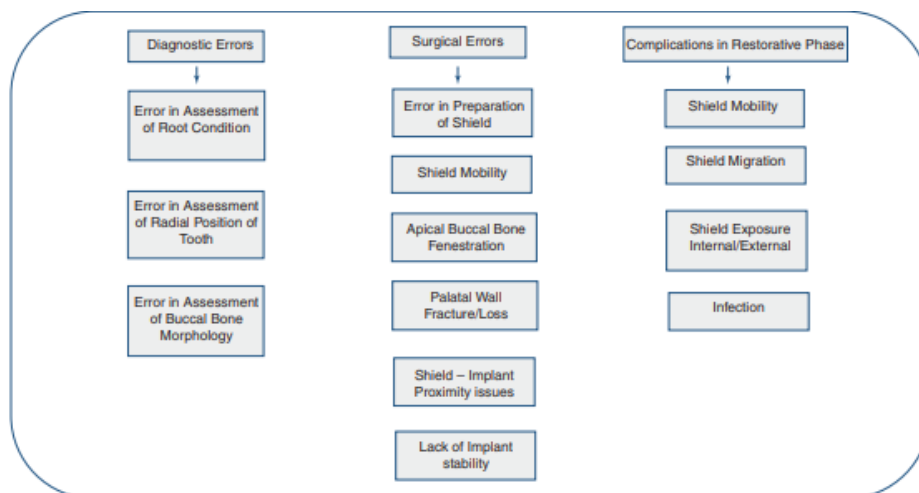 Diagnostic Errors
Error in Assessment
of Root Condition
Error in Assessment
of Radial Position of
Tooth
Error in Assessment
of Buccal Bone
Morphology
Surgical Errors
Error in Preparation
of Shield
Shield Mobility
Apical Buccal Bone
Fenestration
Palatal Wall
Fracture/Loss
Shield – Implant
Proximity issues
Lack of Implant
stability
Complications in Restorative Phase
Shield Mobility
Shield Migration
Shield Exposure
Internal/External
Infection